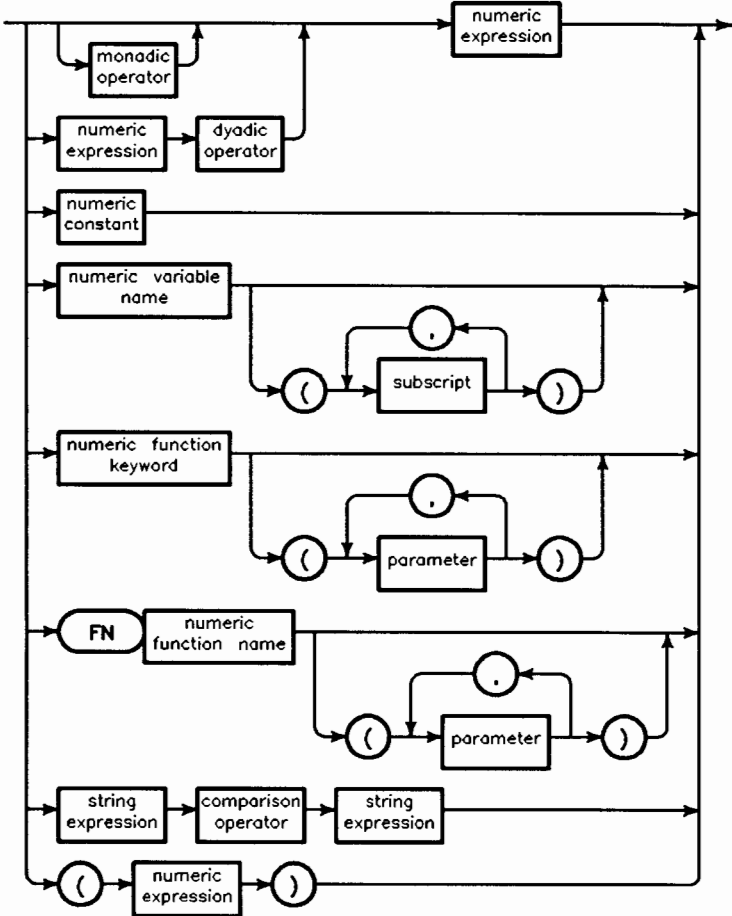 numeric
expression
monadic
operator
numeric
expression
dyadic
operator
numeric
constant
numeric variable
name
,
( subscript )
numeric function
keyword
,
( parameter )
FN
numeric
function name
,
( parameter )
string
expression
comparison
operator
string
expression
(
numeric
expression
)